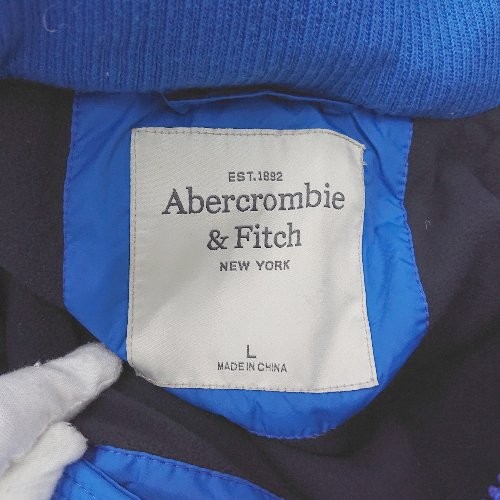 EST.1892
Abercrombie
& Fitch
NEW YORK
L
MADE IN CHINA